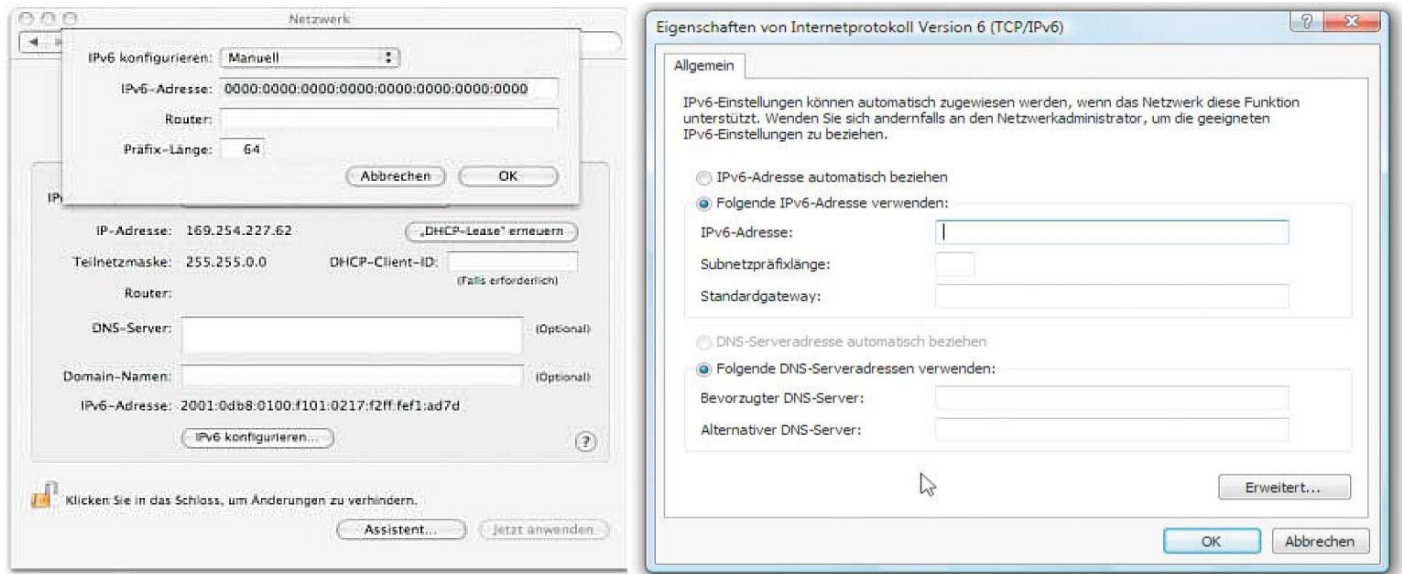 Netzwerk
IPv6 konfigurieren: Manuell
IPv6-Adresse: 0000:0000:0000:0000:0000:0000:0000:0000
Router:
Präfix-Länge: 64
Abbrechen OK
IP
IP-Adresse: 169.254.227.62 „DHCP-Lease“ erneuern
Teilnetzmaske: 255.255.0.0 DHCP-Client-ID:
(Falls erforderlich)
Router:
DNS-Server: (Optional)
Domain-Namen: (Optional)
IPv6-Adresse: 2001:0db8:0100:f101:0217:f2ff:fef1:ad7d
IPv6 konfigurieren... ?
Klicken Sie in das Schloss, um Änderungen zu verhindern.
Assistent... Jetzt anwenden
Eigenschaften von Internetprotokoll Version 6 (TCP/IPv6) ?
Allgemein
IPv6-Einstellungen können automatisch zugewiesen werden, wenn das Netzwerk diese Funktion
unterstützt. Wenden Sie sich andernfalls an den Netzwerkadministrator, um die geeigneten
IPv6-Einstellungen zu beziehen.
IPv6-Adresse automatisch beziehen
Folgende IPv6-Adresse verwenden:
IPv6-Adresse:
Subnetzpräfixlänge:
Standardgateway:
DNS-Serveradresse automatisch beziehen
Folgende DNS-Serveradressen verwenden:
Bevorzugter DNS-Server:
Alternativer DNS-Server:
Erweitert...
OK Abbrechen